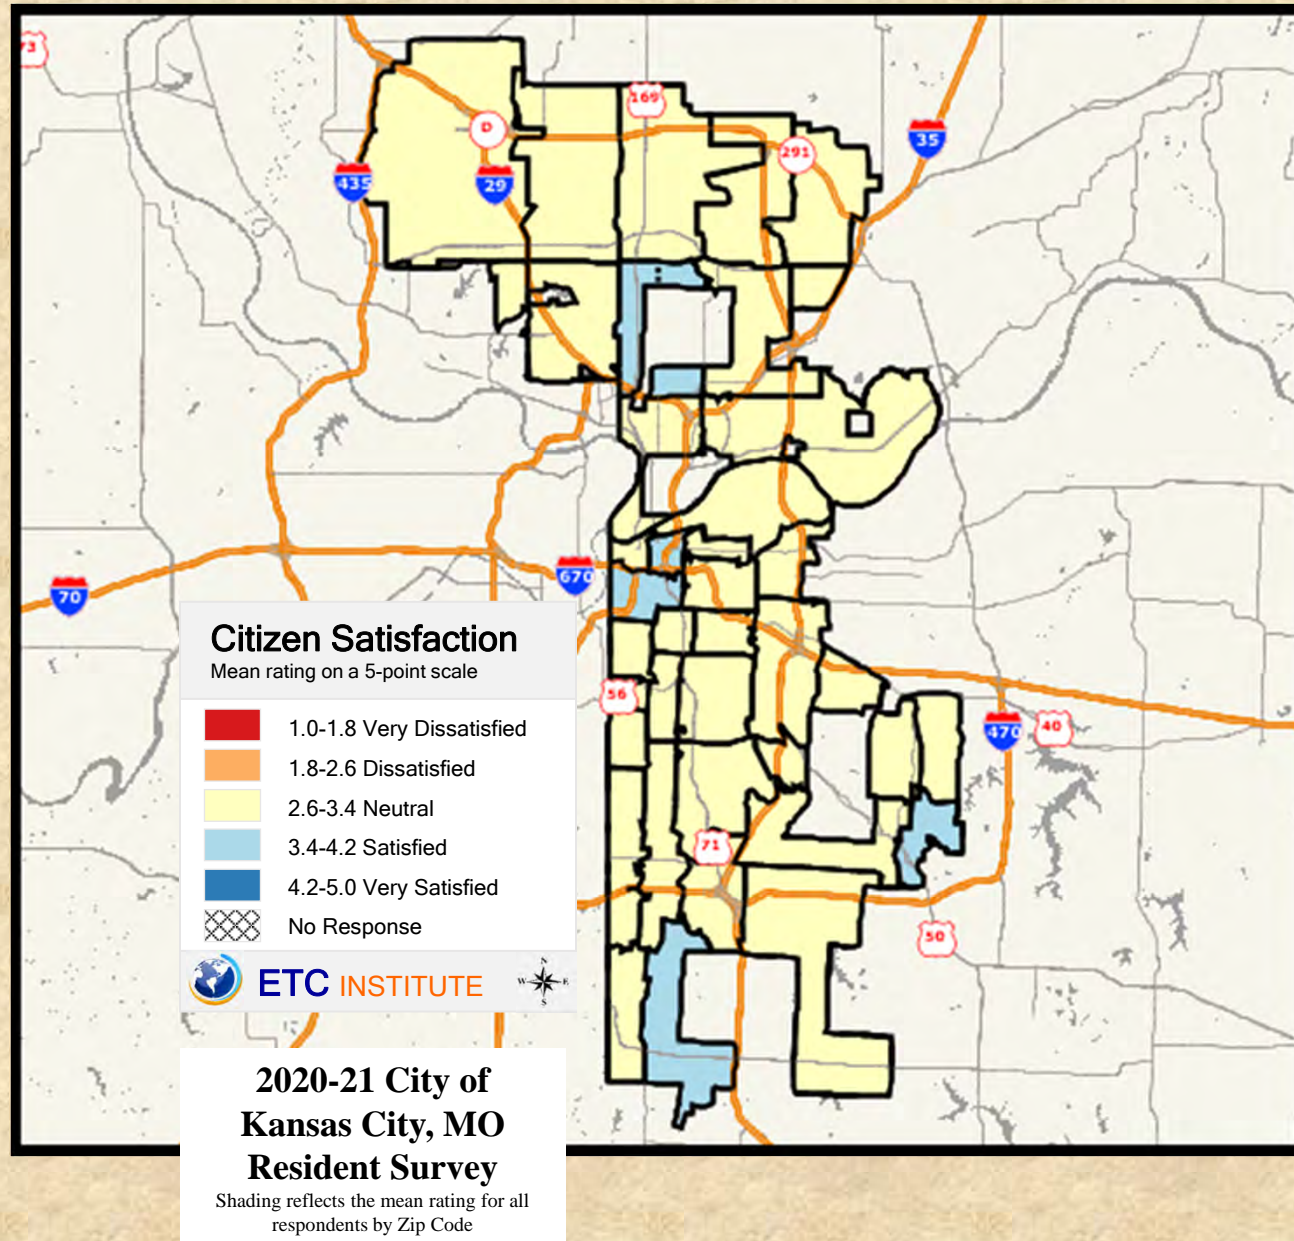 73
169
D
291
35
435
29
70
670
56
40
470
71
50
Citizen Satisfaction
Mean rating on a 5-point scale
1.0-1.8 Very Dissatisfied
1.8-2.6 Dissatisfied
2.6-3.4 Neutral
3.4-4.2 Satisfied
4.2-5.0 Very Satisfied
No Response
ETC INSTITUTE
N
W E
S
2020-21 City of
Kansas City, MO
Resident Survey
Shading reflects the mean rating for all
respondents by Zip Code